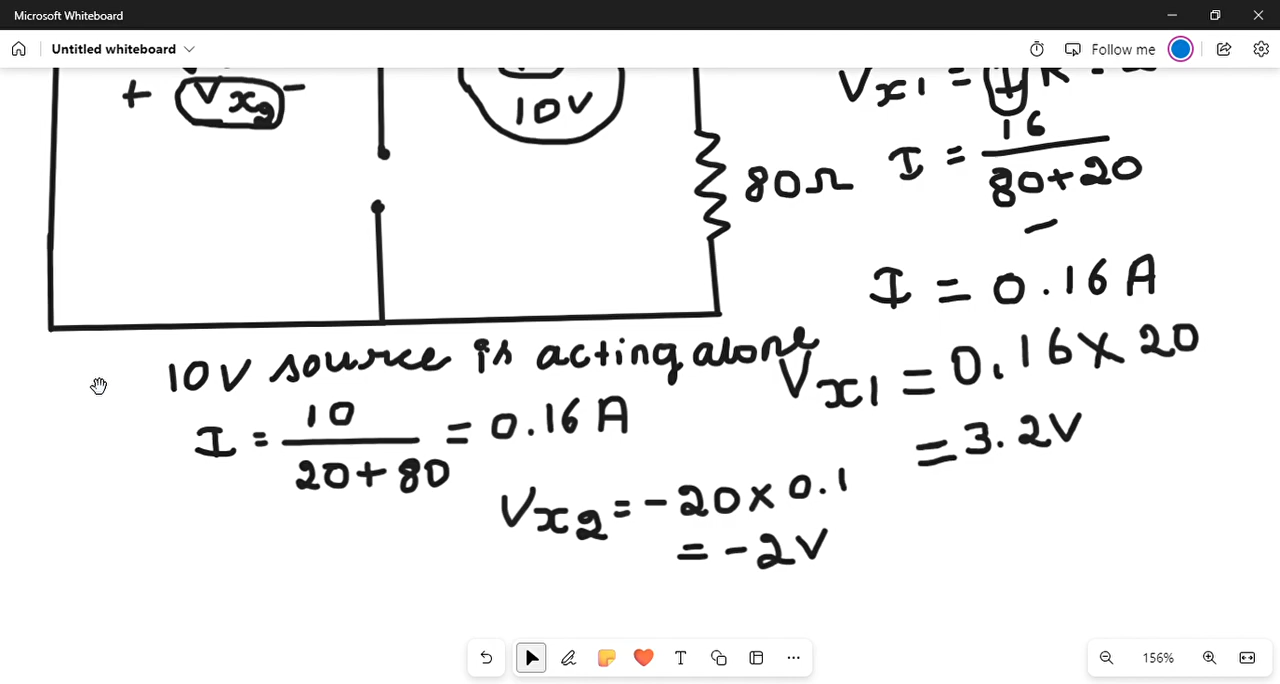 Microsoft Whiteboard
Untitled whiteboard
Follow me
+ Vx2 -
10V
80Ω
Vx1 = I R =
I = 16 / 80+20
I = 0.16 A
Vx1 = 0.16 × 20
= 3.2V
10V source is acting alone
I = 10 / 20+80 = 0.16 A
Vx2 = -20 × 0.1
= -2V
156%